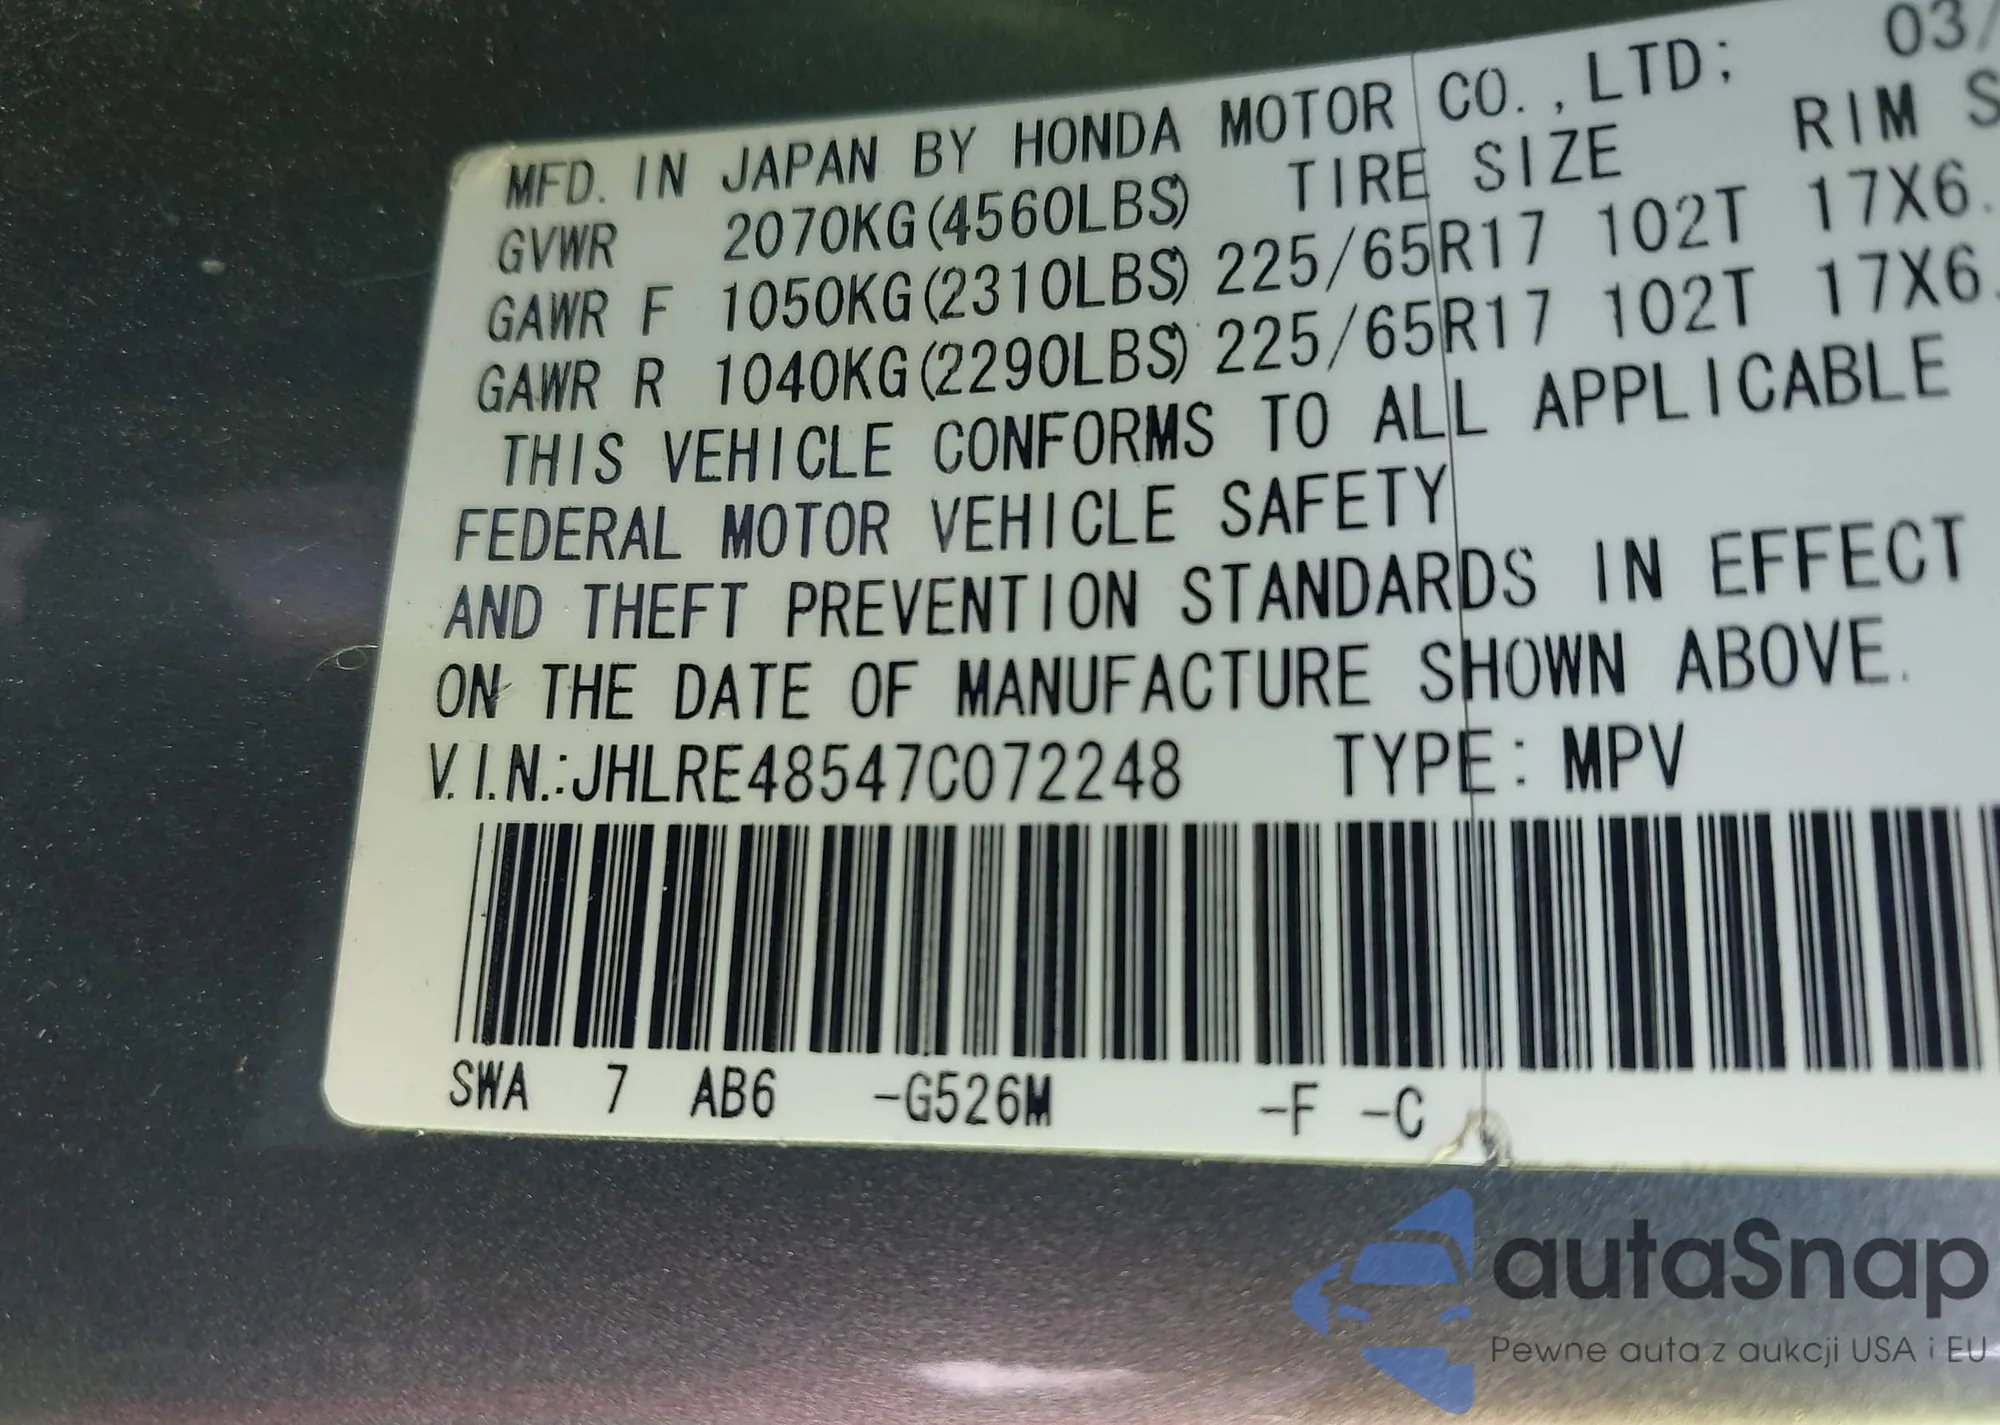 MFD. IN JAPAN BY HONDA MOTOR CO.,LTD; 03/
GVWR 2070KG(4560LBS) TIRE SIZE RIM S
GAWR F 1050KG(2310LBS) 225/65R17 102T 17X6.
GAWR R 1040KG(2290LBS) 225/65R17 102T 17X6.
THIS VEHICLE CONFORMS TO ALL APPLICABLE
FEDERAL MOTOR VEHICLE SAFETY
AND THEFT PREVENTION STANDARDS IN EFFECT
ON THE DATE OF MANUFACTURE SHOWN ABOVE.
V.I.N.:JHLRE48547C072248 TYPE: MPV
SWA 7 AB6 -G526M -F -C
autaSnap
Pewne auta z aukcji USA i EU